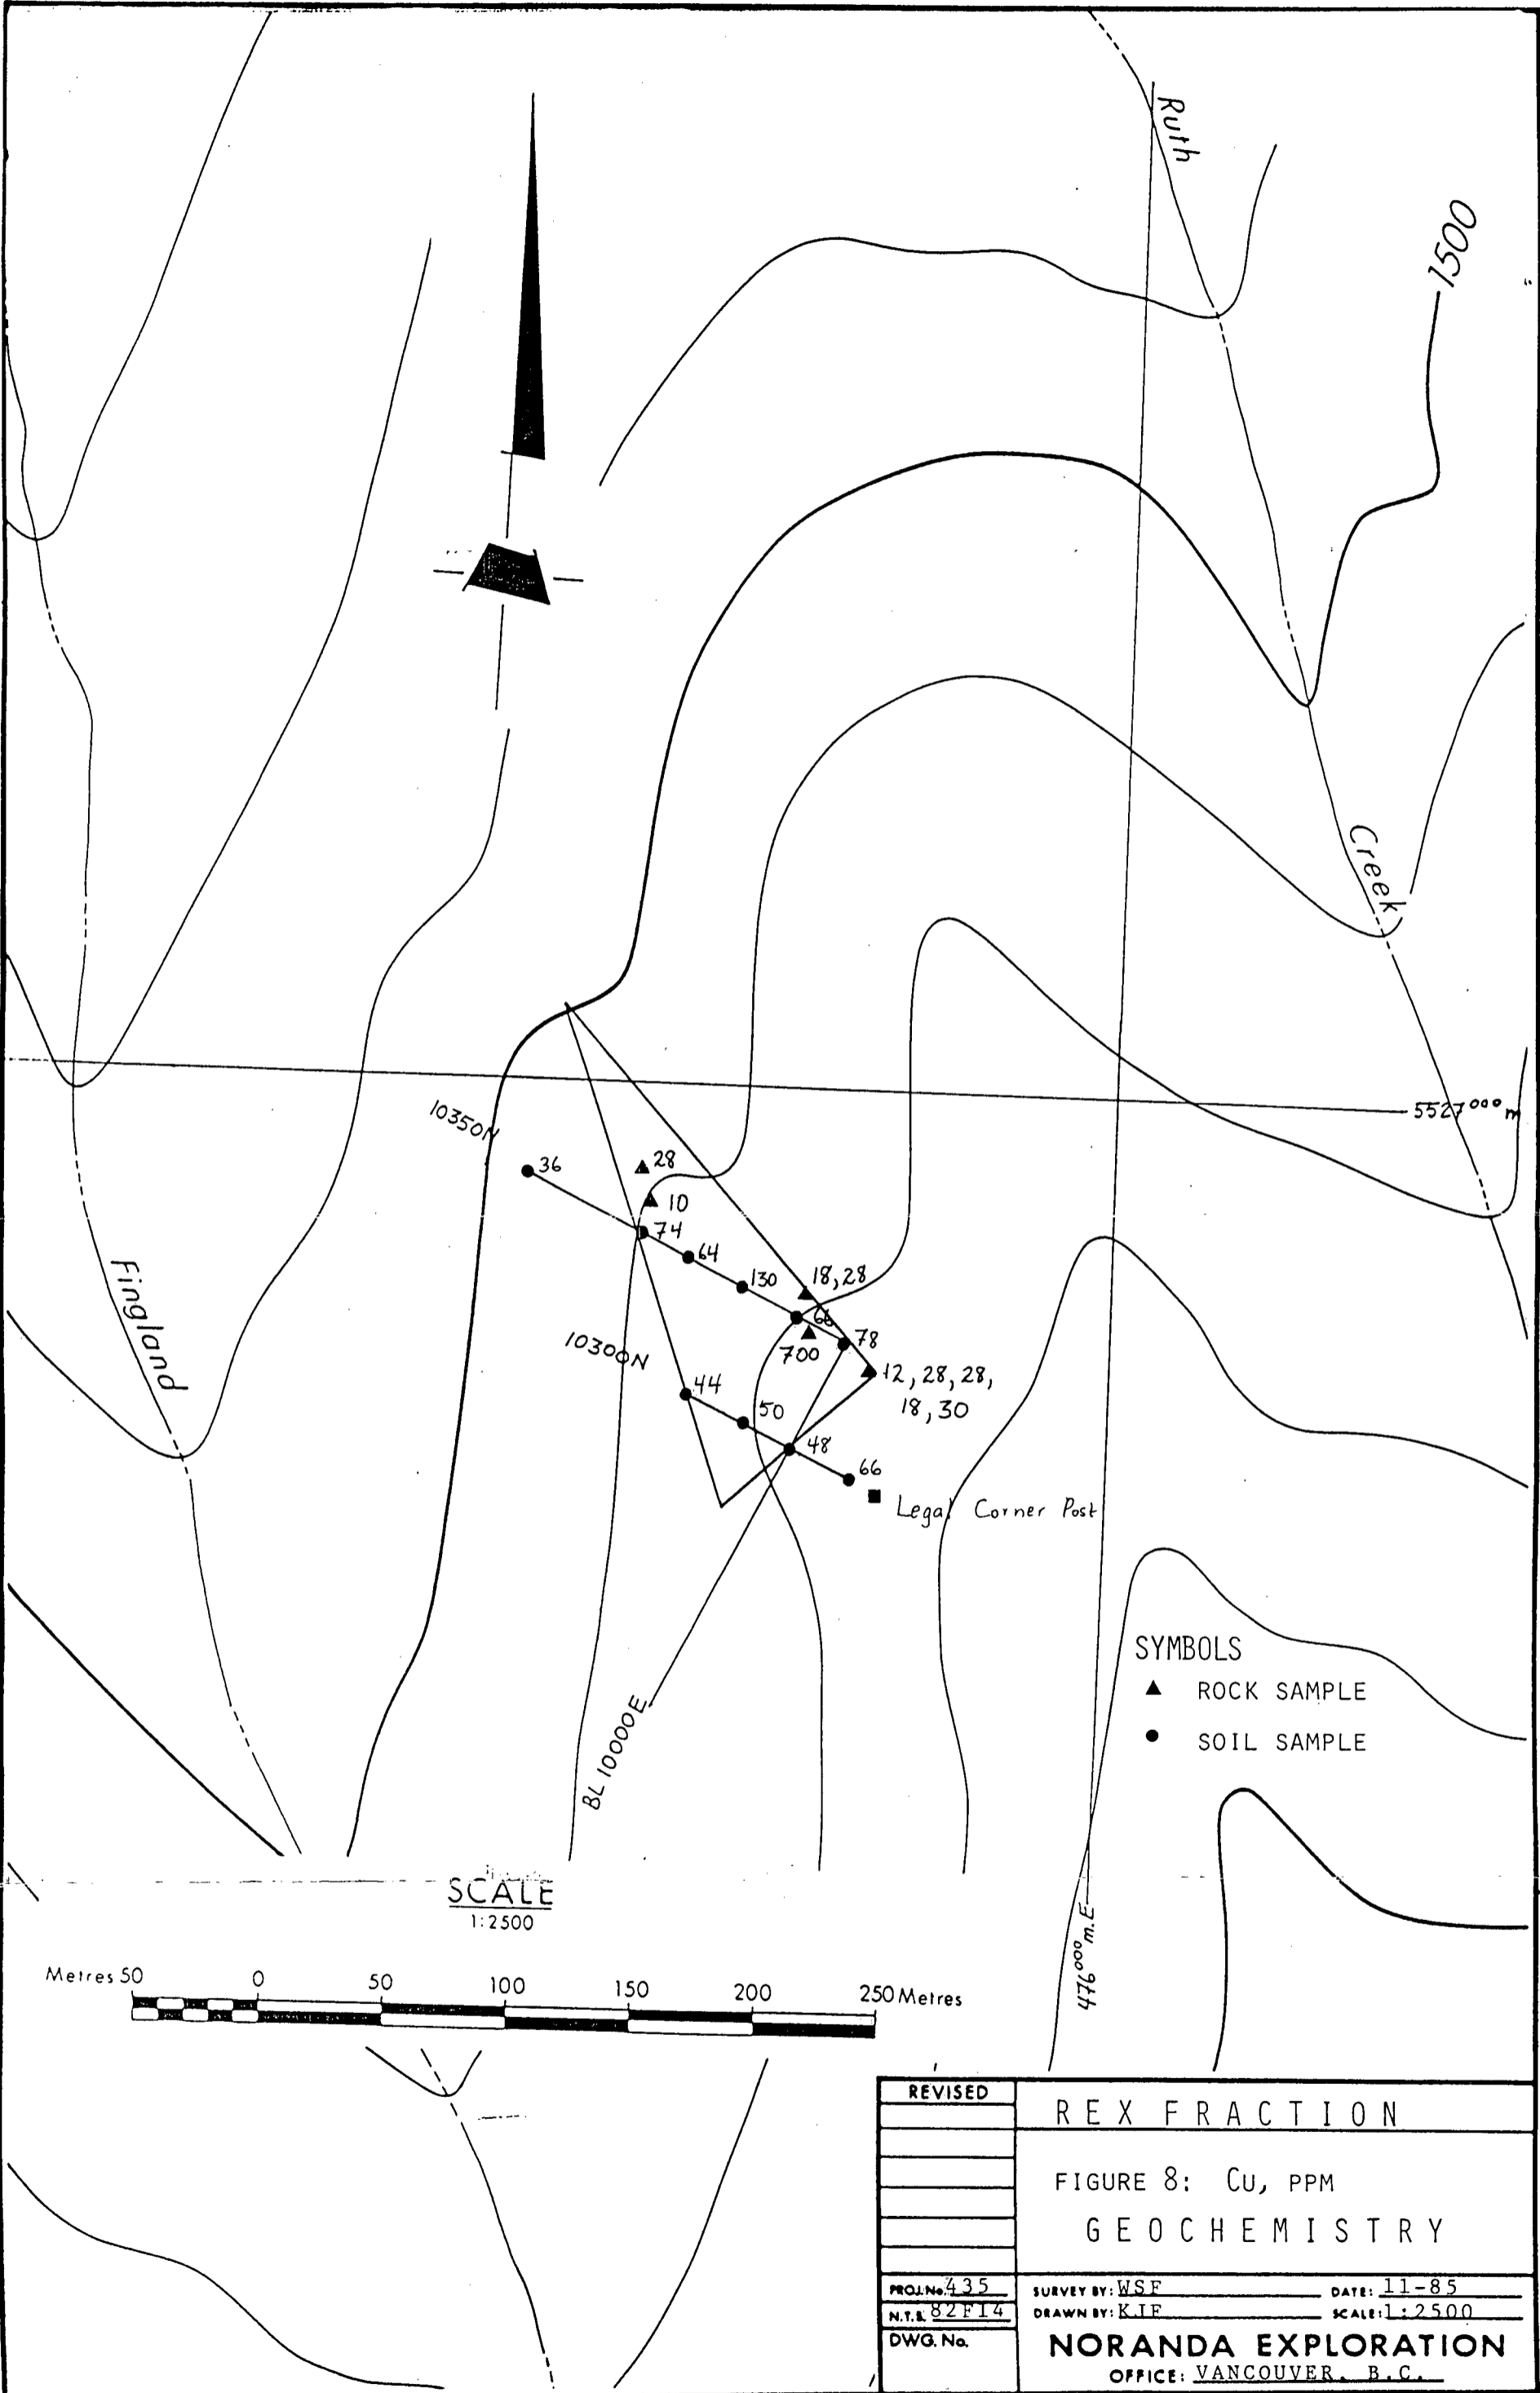 Ruth
1500
Creek
5527000 m
10350N
36
28
10
74
64
130
18, 28
66
78
700
12, 28, 28,
18, 30
10300N
44
50
48
66
Legal Corner Post
Fingland
BL 10000E
476000 m.E
SYMBOLS
ROCK SAMPLE
SOIL SAMPLE
SCALE
1:2500
Metres 50 0 50 100 150 200 250 Metres
REVISED
REX FRACTION
FIGURE 8: Cu, PPM
GEOCHEMISTRY
PROJ. No. 435
SURVEY BY: WSF DATE: 11-85
N.T.S. 82F14
DRAWN BY: KJF SCALE: 1:2500
DWG. No.
NORANDA EXPLORATION
OFFICE: VANCOUVER, B.C.